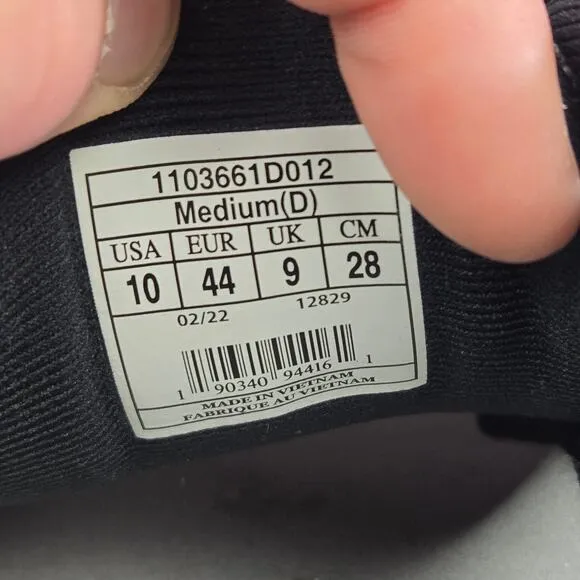 1103661D012
Medium(D)
USA EUR UK CM
10 44 9 28
02/22 12829
1 90340 94416 1
MADE IN VIETNAM
FABRIQUE AU VIETNAM